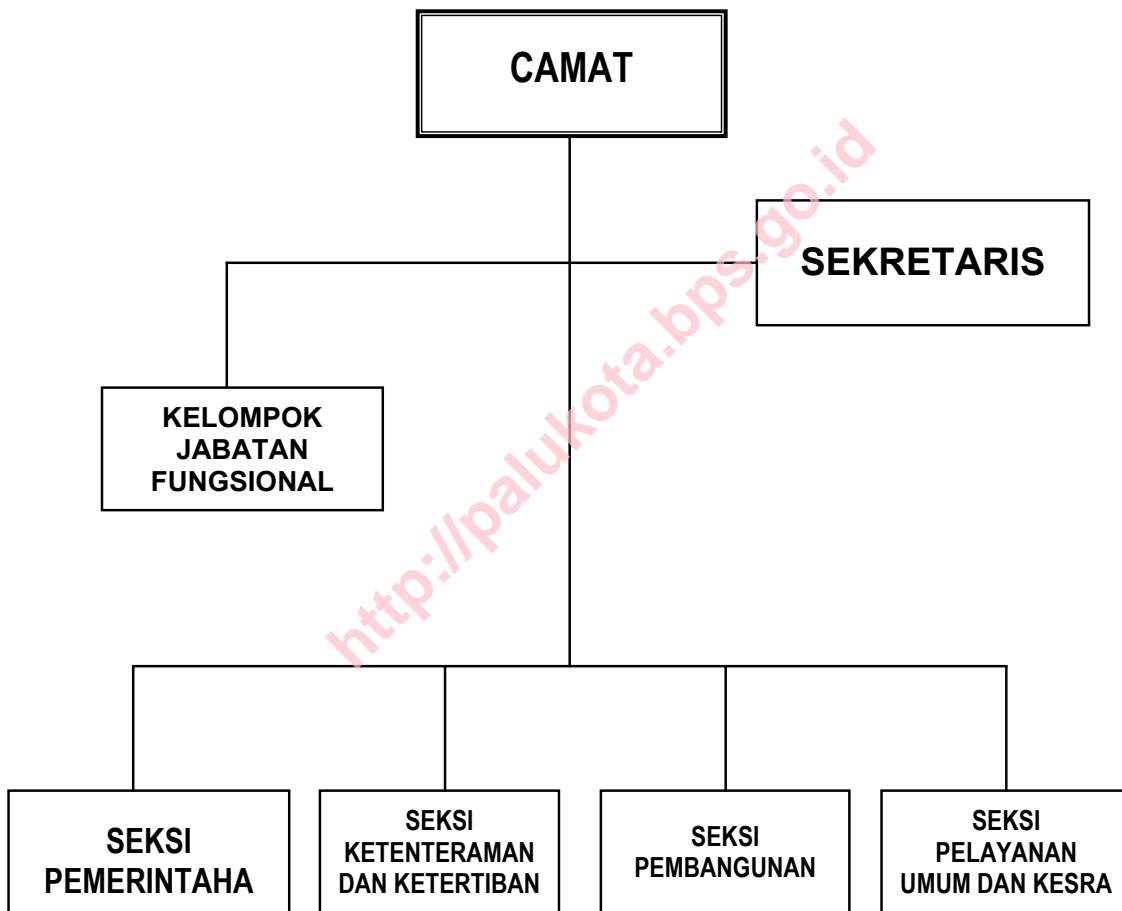 CAMAT
SEKRETARIS
KELOMPOK
JABATAN
FUNGSIONAL
http://palukota.bps.go.id
SEKSI
PEMERINTAHA
SEKSI
KETENTERAMAN
DAN KETERTIBAN
SEKSI
PEMBANGUNAN
SEKSI
PELAYANAN
UMUM DAN KESRA